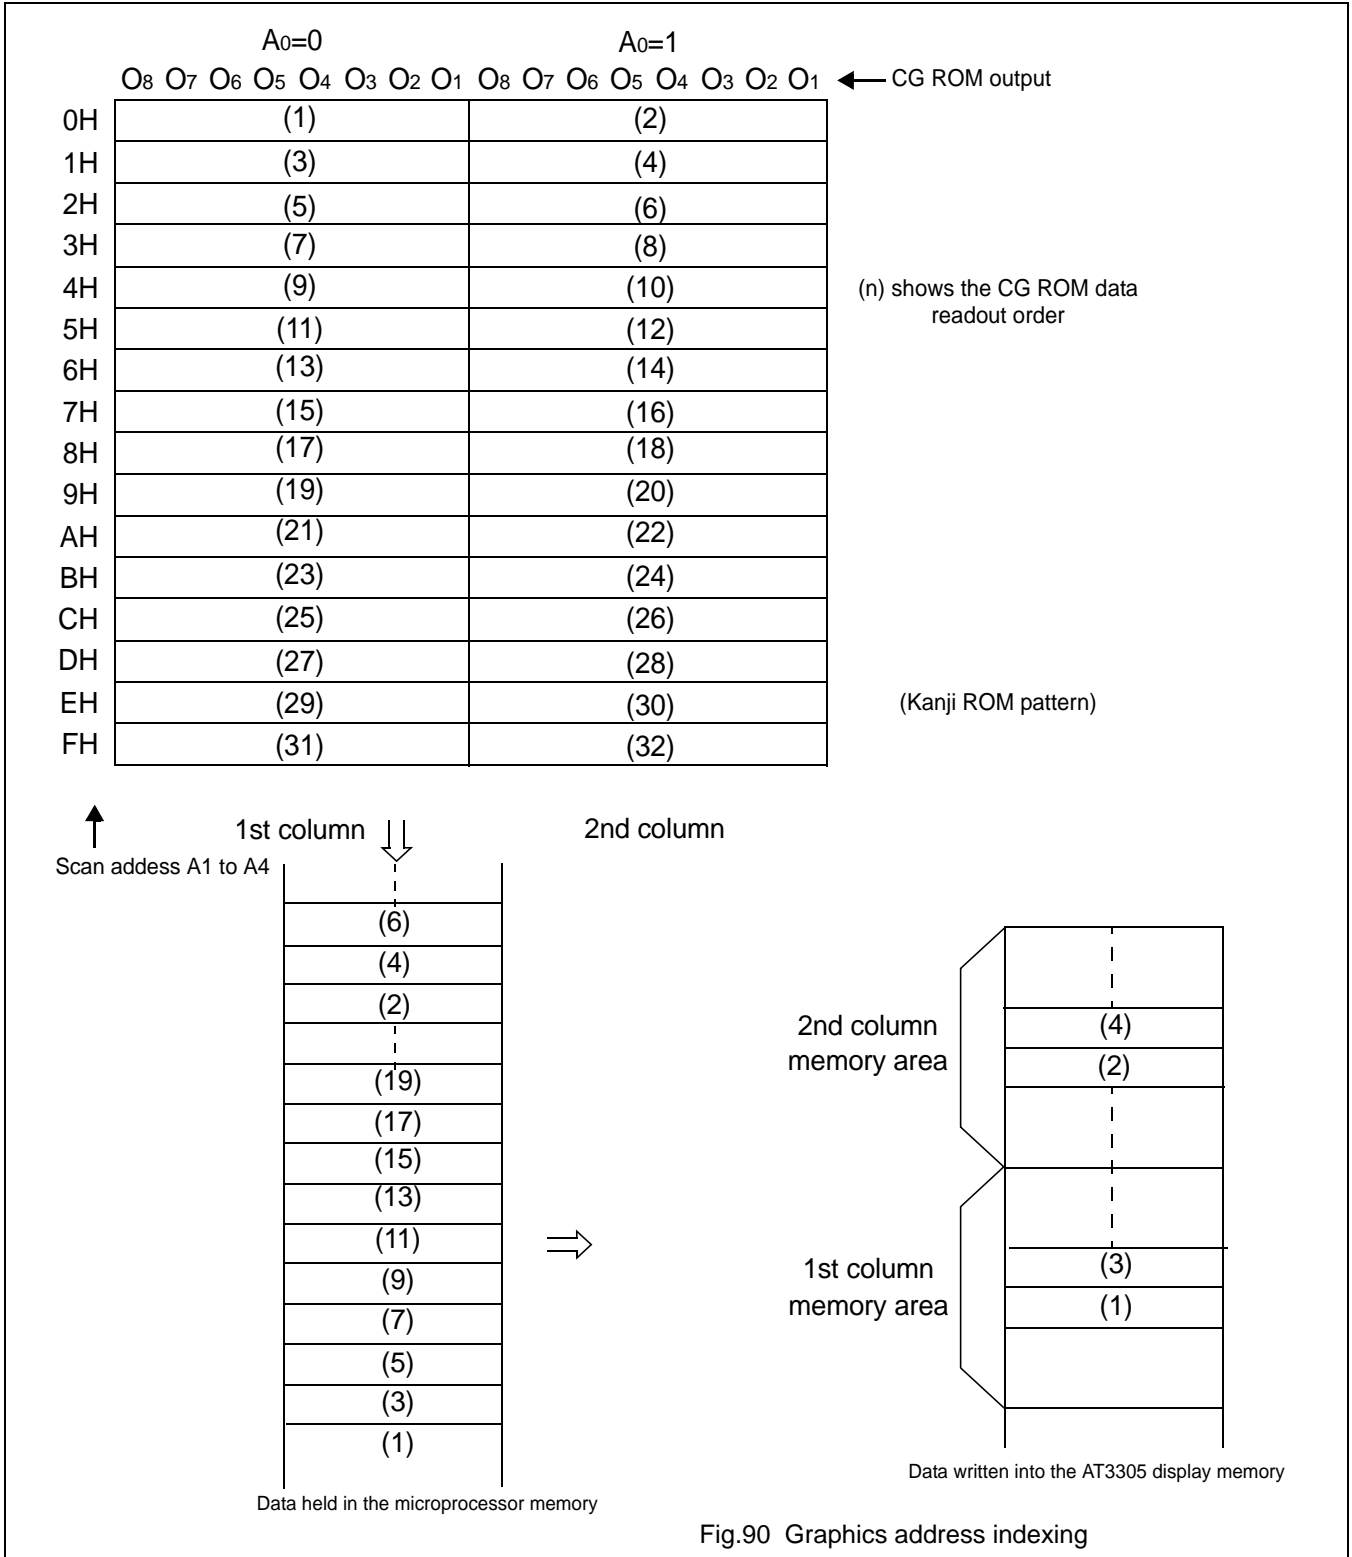 A0=0 A0=1
O8 O7 O6 O5 O4 O3 O2 O1 O8 O7 O6 O5 O4 O3 O2 O1 CG ROM output
0H (1) (2)
1H (3) (4)
2H (5) (6)
3H (7) (8)
4H (9) (10)
(n) shows the CG ROM data
readout order
5H (11) (12)
6H (13) (14)
7H (15) (16)
8H (17) (18)
9H (19) (20)
AH (21) (22)
BH (23) (24)
CH (25) (26)
DH (27) (28)
EH (29) (30) (Kanji ROM pattern)
FH (31) (32)
1st column 2nd column
Scan addess A1 to A4
(6)
(4)
(2)
(19)
(17)
(15)
(13)
(11)
(9)
(7)
(5)
(3)
(1)
Data held in the microprocessor memory
2nd column
memory area
(4)
(2)
1st column
memory area
(3)
(1)
Data written into the AT3305 display memory
Fig.90 Graphics address indexing